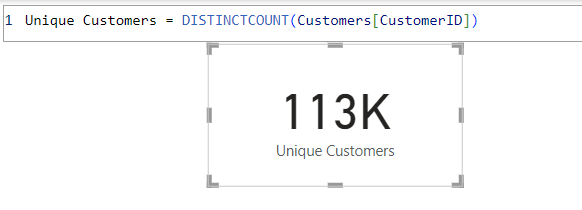 1 Unique Customers = DISTINCTCOUNT(Customers[CustomerID])
113K
Unique Customers